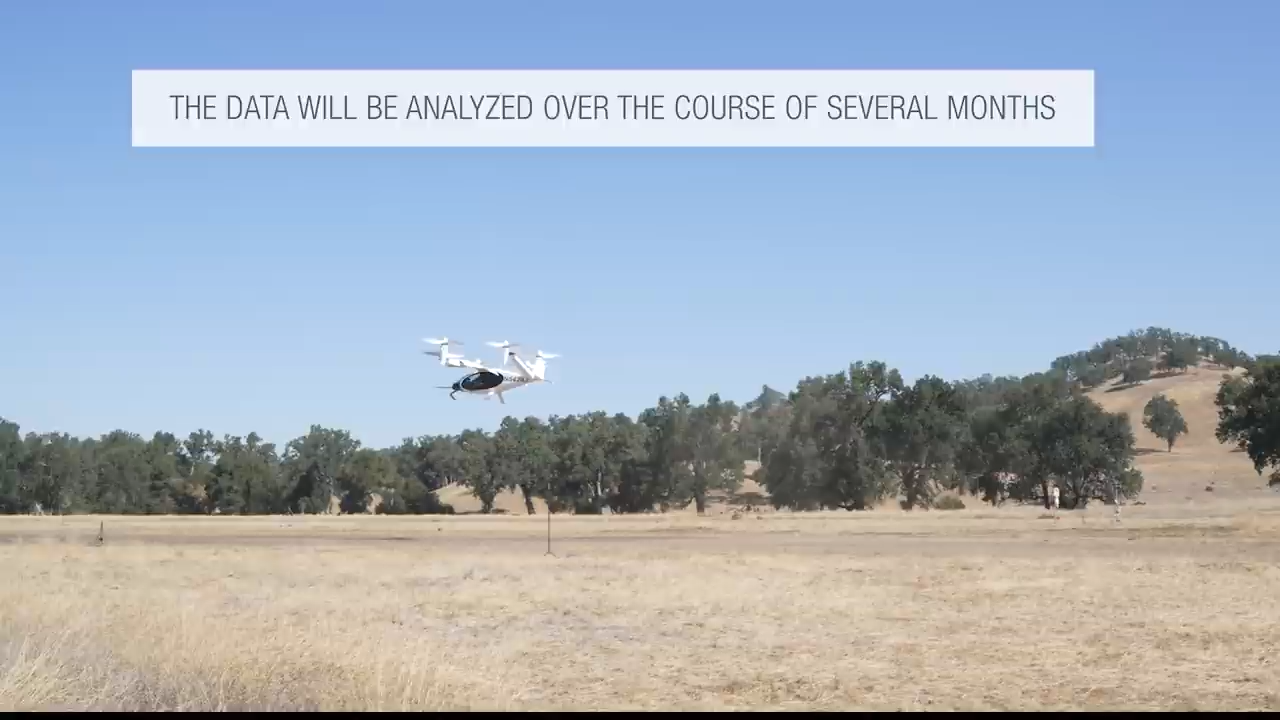 THE DATA WILL BE ANALYZED OVER THE COURSE OF SEVERAL MONTHS